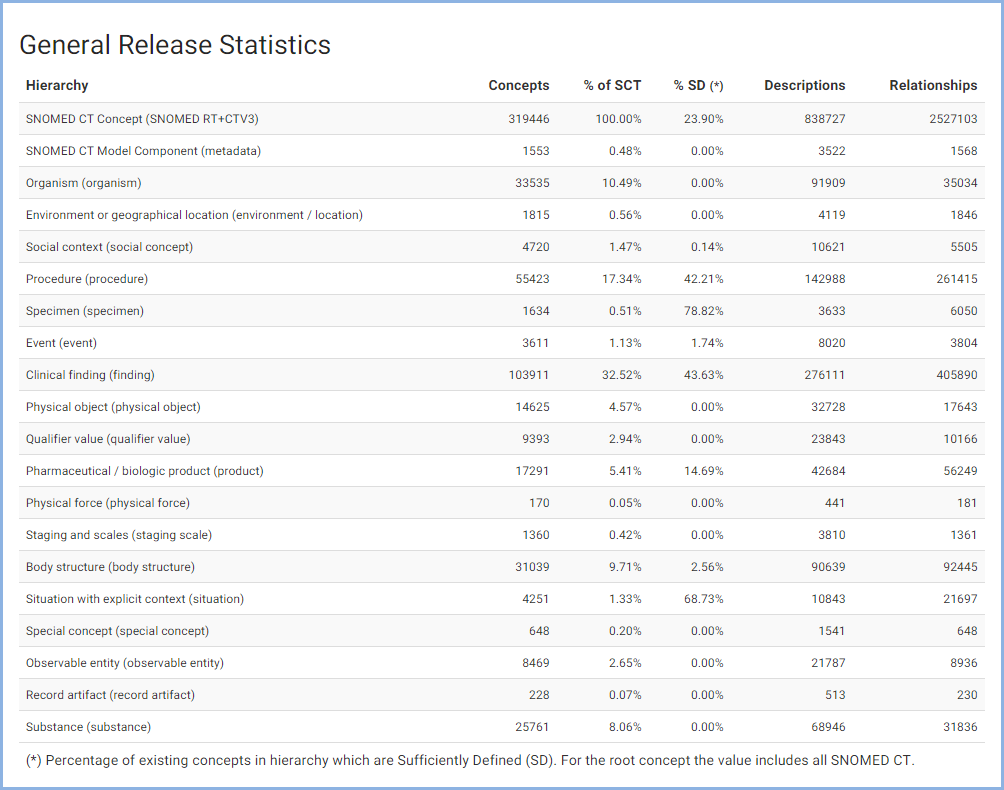 General Release Statistics
Hierarchy Concepts % of SCT % SD (*) Descriptions Relationships
SNOMED CT Concept (SNOMED RT+CTV3) 319446 100.00% 23.90% 838727 2527103
SNOMED CT Model Component (metadata) 1553 0.48% 0.00% 3522 1568
Organism (organism) 33535 10.49% 0.00% 91909 35034
Environment or geographical location (environment / location) 1815 0.56% 0.00% 4119 1846
Social context (social concept) 4720 1.47% 0.14% 10621 5505
Procedure (procedure) 55423 17.34% 42.21% 142988 261415
Specimen (specimen) 1634 0.51% 78.82% 3633 6050
Event (event) 3611 1.13% 1.74% 8020 3804
Clinical finding (finding) 103911 32.52% 43.63% 276111 405890
Physical object (physical object) 14625 4.57% 0.00% 32728 17643
Qualifier value (qualifier value) 9393 2.94% 0.00% 23843 10166
Pharmaceutical / biologic product (product) 17291 5.41% 14.69% 42684 56249
Physical force (physical force) 170 0.05% 0.00% 441 181
Staging and scales (staging scale) 1360 0.42% 0.00% 3810 1361
Body structure (body structure) 31039 9.71% 2.56% 90639 92445
Situation with explicit context (situation) 4251 1.33% 68.73% 10843 21697
Special concept (special concept) 648 0.20% 0.00% 1541 648
Observable entity (observable entity) 8469 2.65% 0.00% 21787 8936
Record artifact (record artifact) 228 0.07% 0.00% 513 230
Substance (substance) 25761 8.06% 0.00% 68946 31836
(*) Percentage of existing concepts in hierarchy which are Sufficiently Defined (SD). For the root concept the value includes all SNOMED CT.